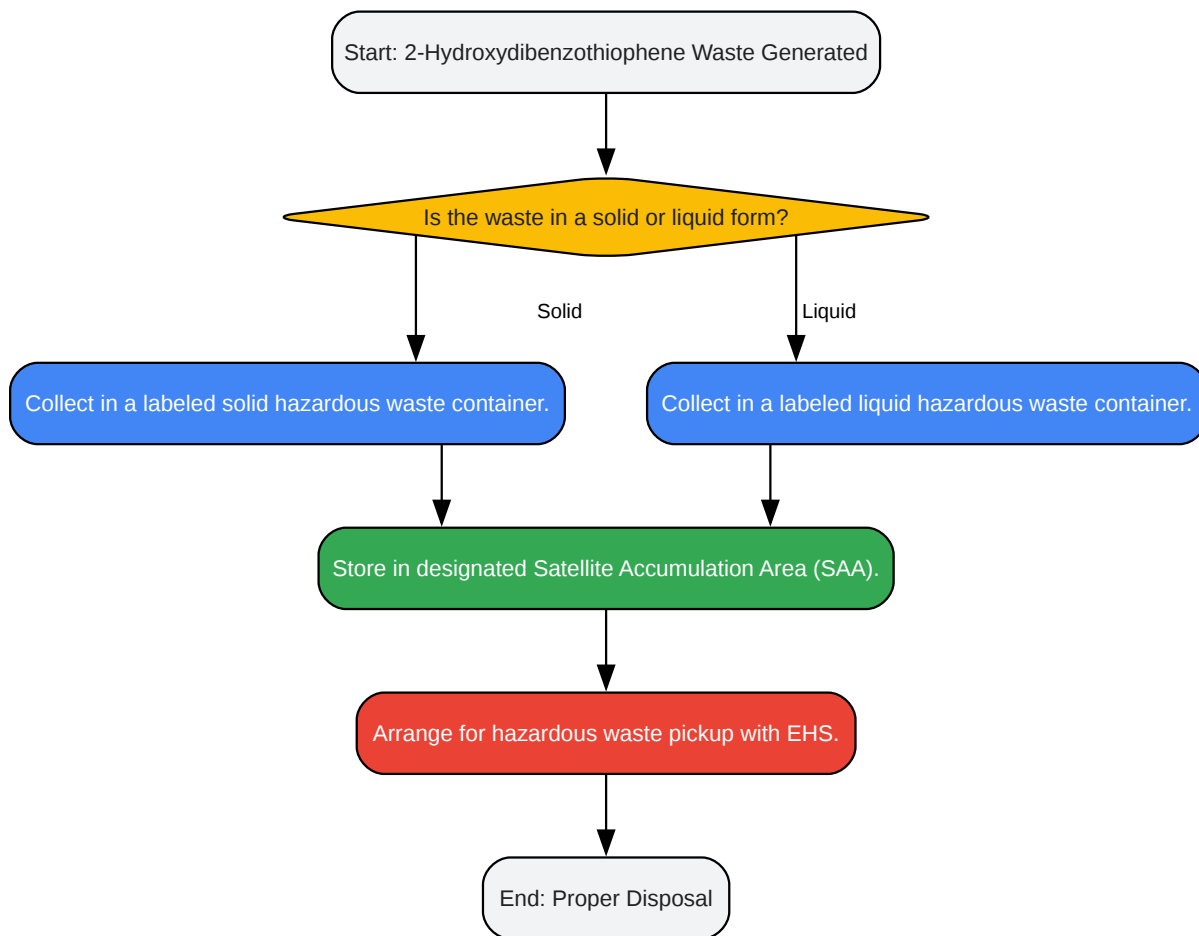 Start: 2-Hydroxydibenzothiophene Waste Generated
Is the waste in a solid or liquid form?
Solid
Liquid
Collect in a labeled solid hazardous waste container.
Collect in a labeled liquid hazardous waste container.
Store in designated Satellite Accumulation Area (SAA).
Arrange for hazardous waste pickup with EHS.
End: Proper Disposal